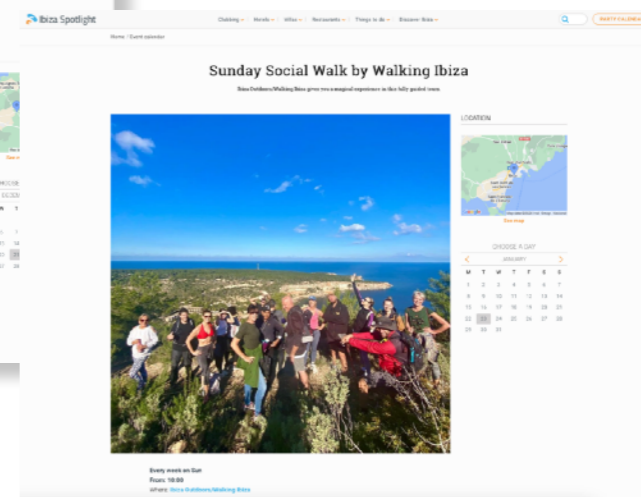 Ibiza Spotlight
Clubbing
Hotels
Villas
Restaurants
Things to do
Discover Ibiza
PARTY CALENDAR
Home / Event calendar
Sunday Social Walk by Walking Ibiza
Ibiza Outdoors/Walking Ibiza gives you a magical experience in this fully guided tours
LOCATION
See map
CHOOSE A DAY
JANUARY
M T W T F S S
1 2 3 4 5 6 7
8 9 10 11 12 13 14
15 16 17 18 19 20 21
22 23 24 25 26 27 28
29 30 31
Every week on Sun
From: 10:00
Where: Ibiza Outdoors/Walking Ibiza